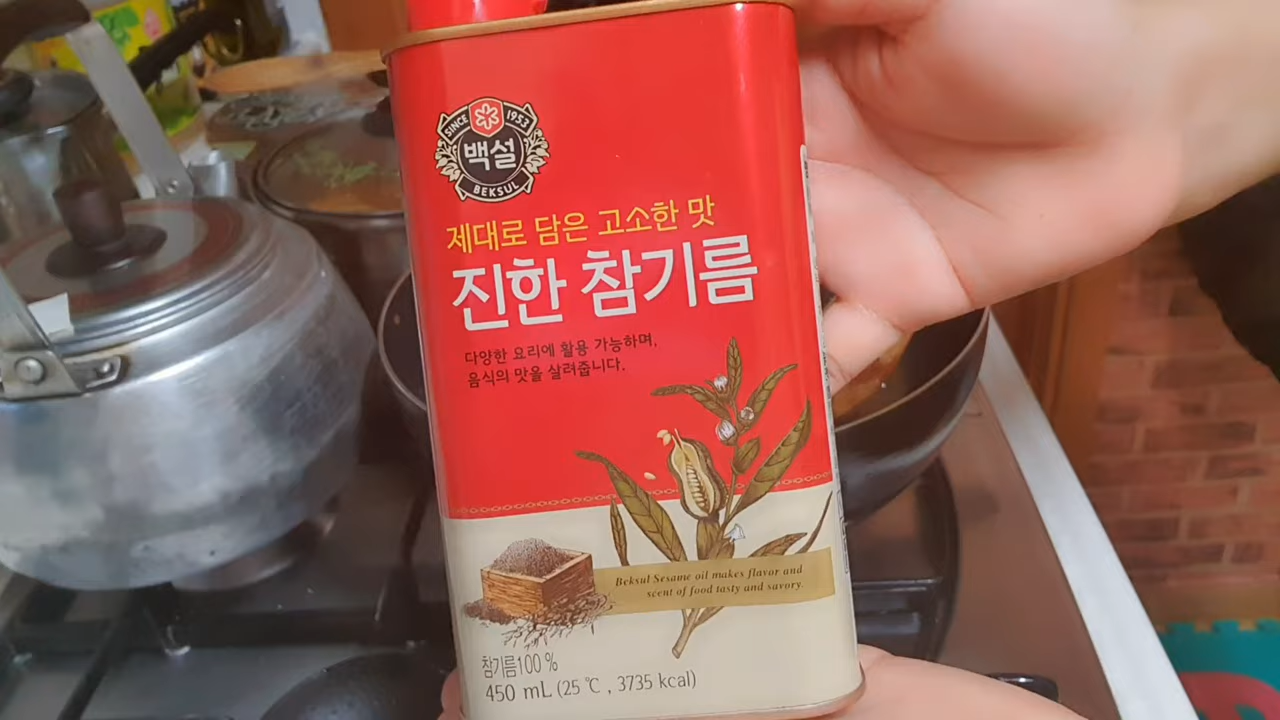 SINCE 1953
백설
BEKSUL
제대로 담은 고소한 맛
진한 참기름
다양한 요리에 활용 가능하며,
음식의 맛을 살려줍니다.
Beksul Sesame oil makes flavor and
scent of food tasty and savory.
참기름100 %
450 mL (25 ℃ , 3735 kcal)